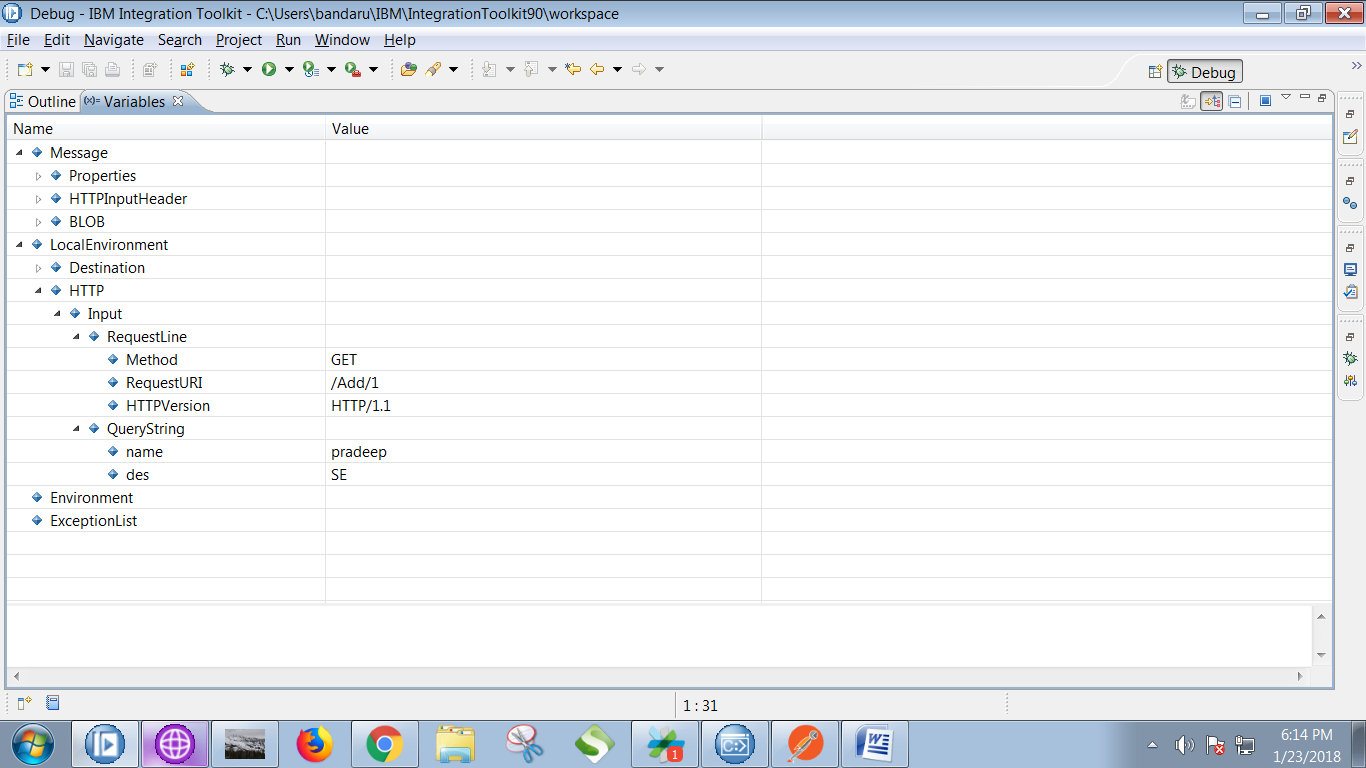 Debug - IBM Integration Toolkit - C:\Users\bandaru\IBM\IntegrationToolkit90\workspace
File Edit Navigate Search Project Run Window Help
Debug
Outline (x)= Variables
Name Value
Message
Properties
HTTPInputHeader
BLOB
LocalEnvironment
Destination
HTTP
Input
RequestLine
Method GET
RequestURI /Add/1
HTTPVersion HTTP/1.1
QueryString
name pradeep
des SE
Environment
ExceptionList
1 : 31
1
W
6:14 PM
1/23/2018